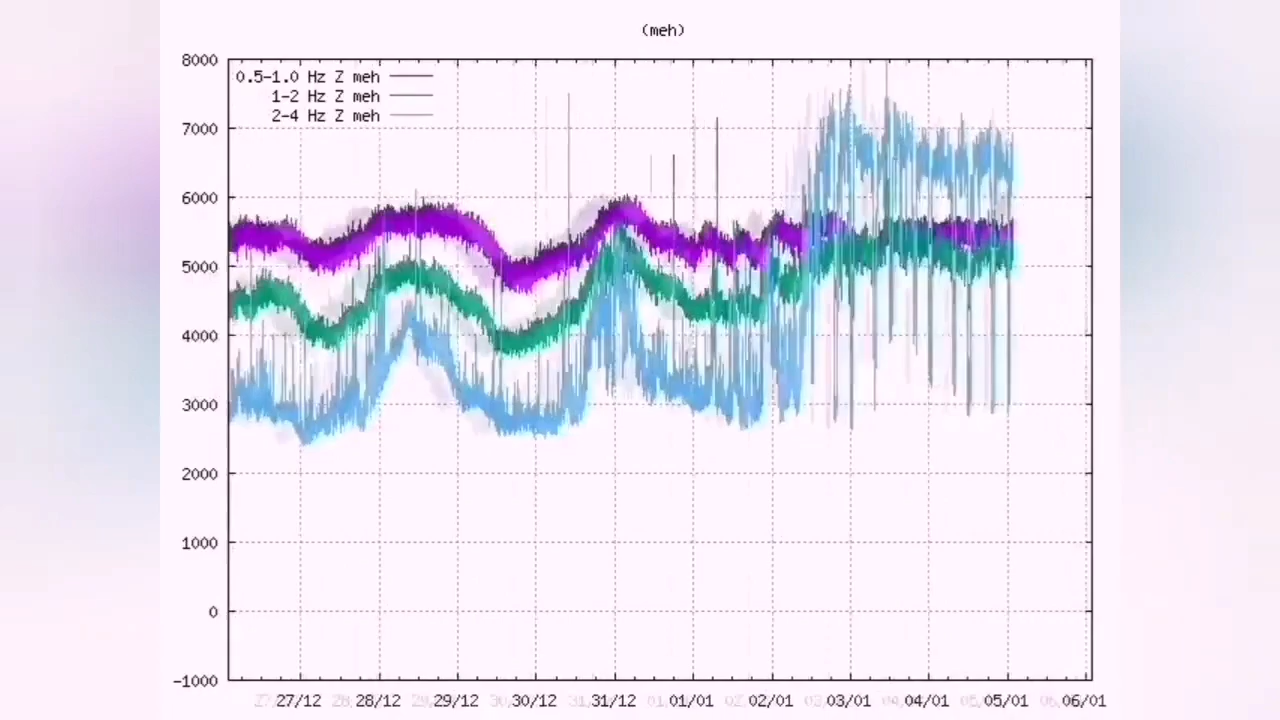 (meh)
8000
0.5-1.0 Hz Z meh
1-2 Hz Z meh
2-4 Hz Z meh
7000
6000
5000
4000
3000
2000
1000
0
-1000
27/12 28/12 29/12 30/12 31/12 01/01 02/01 03/01 04/01 05/01 06/01